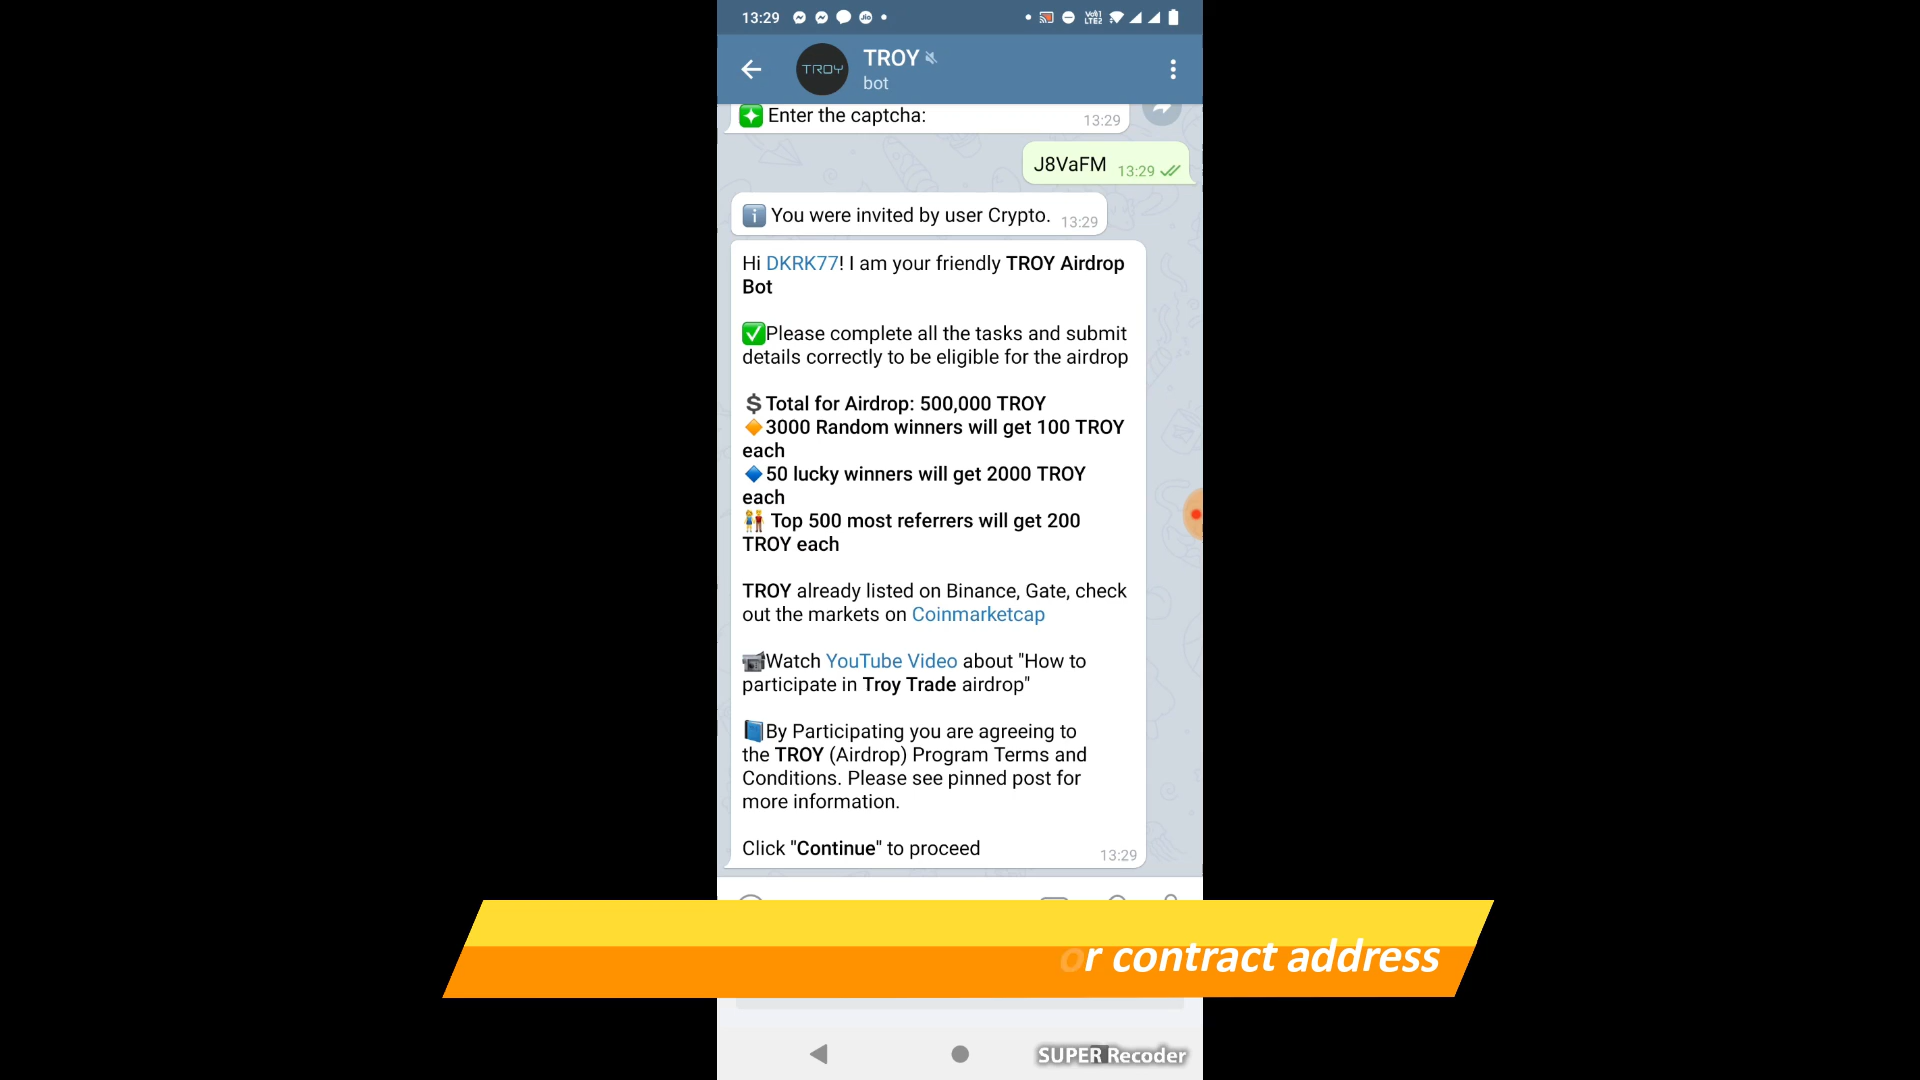 13:29
TROY
TROY
bot
Enter the captcha:
13:29
J8VaFM 13:29
You were invited by user Crypto. 13:29
Hi DKRK77! I am your friendly TROY Airdrop
Bot
Please complete all the tasks and submit
details correctly to be eligible for the airdrop
Total for Airdrop: 500,000 TROY
3000 Random winners will get 100 TROY
each
50 lucky winners will get 2000 TROY
each
Top 500 most referrers will get 200
TROY each
TROY already listed on Binance, Gate, check
out the markets on Coinmarketcap
Watch YouTube Video about "How to
participate in Troy Trade airdrop"
By Participating you are agreeing to
the TROY (Airdrop) Program Terms and
Conditions. Please see pinned post for
more information.
Click "Continue" to proceed
13:29
or contract address
SUPER Recoder